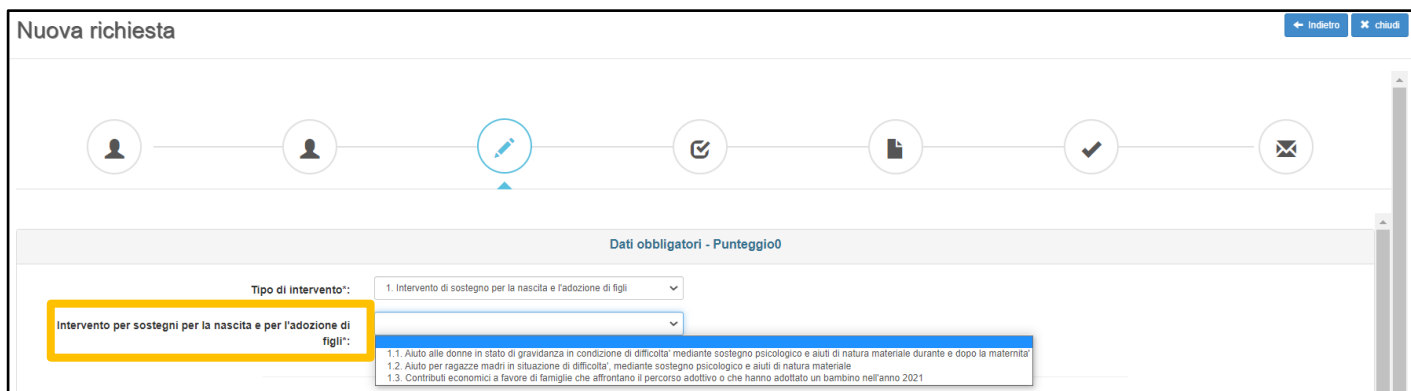 Nuova richiesta
Indietro
chiudi
Dati obbligatori - Punteggio0
Tipo di intervento*:
1. Intervento di sostegno per la nascita e l'adozione di figli
Intervento per sostegni per la nascita e per l'adozione di
figli*:
1.1. Aiuto alle donne in stato di gravidanza in condizione di difficolta' mediante sostegno psicologico e aiuti di natura materiale durante e dopo la maternita'
1.2. Aiuto per ragazze madri in situazione di difficolta', mediante sostegno psicologico e aiuti di natura materiale
1.3. Contributi economici a favore di famiglie che affrontano il percorso adottivo o che hanno adottato un bambino nell'anno 2021